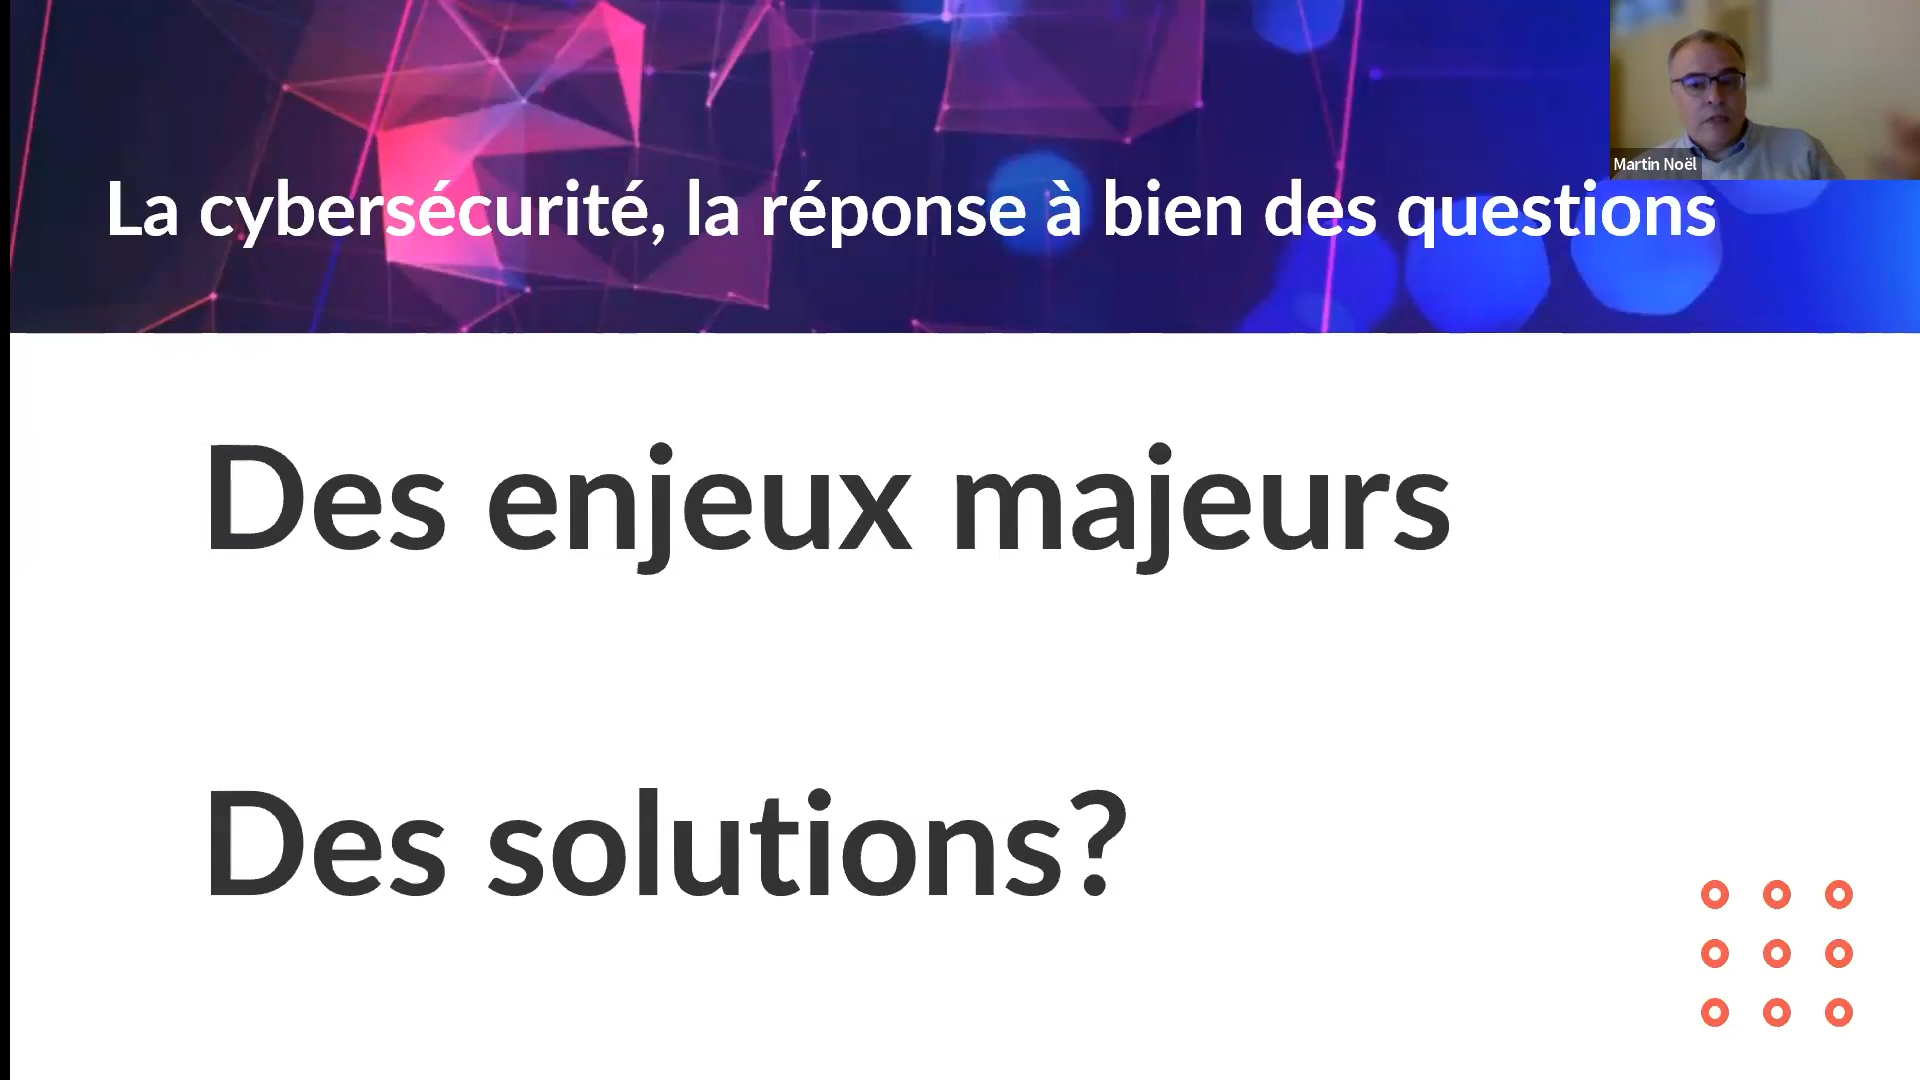 La cybersécurité, la réponse à bien des questions
Martin Noël
Des enjeux majeurs
Des solutions?